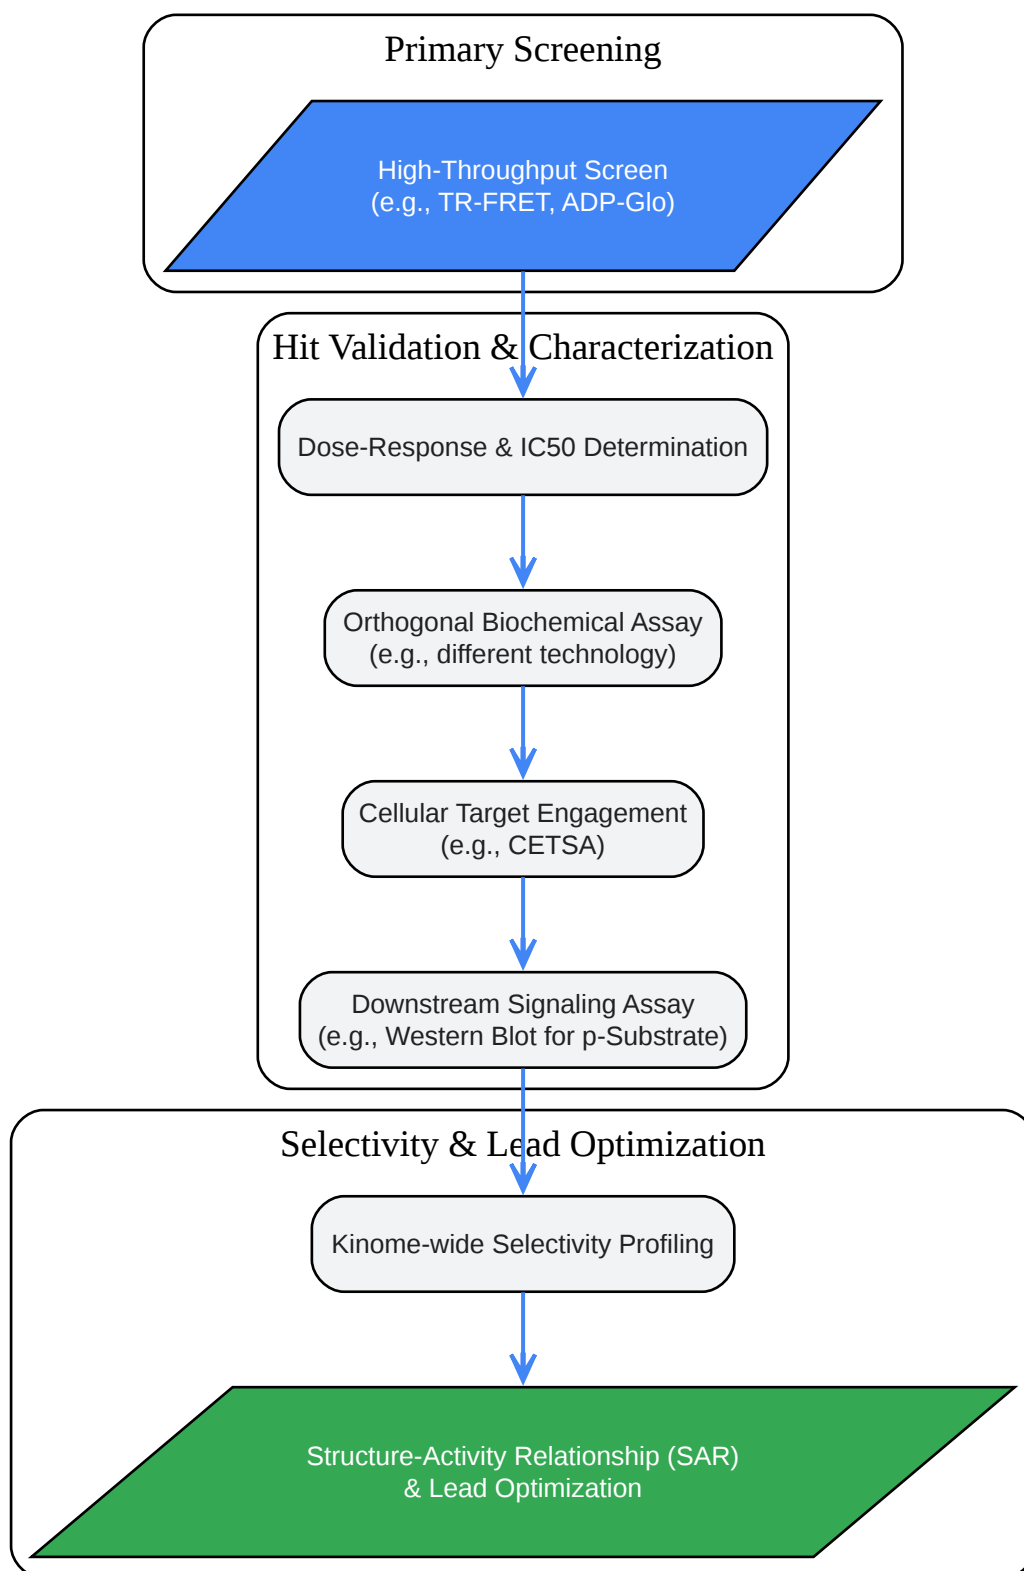 Primary Screening
High-Throughput Screen
(e.g., TR-FRET, ADP-Glo)
Hit Validation & Characterization
Dose-Response & IC50 Determination
Orthogonal Biochemical Assay
(e.g., different technology)
Cellular Target Engagement
(e.g., CETSA)
Downstream Signaling Assay
(e.g., Western Blot for p-Substrate)
Selectivity & Lead Optimization
Kinome-wide Selectivity Profiling
Structure-Activity Relationship (SAR)
& Lead Optimization